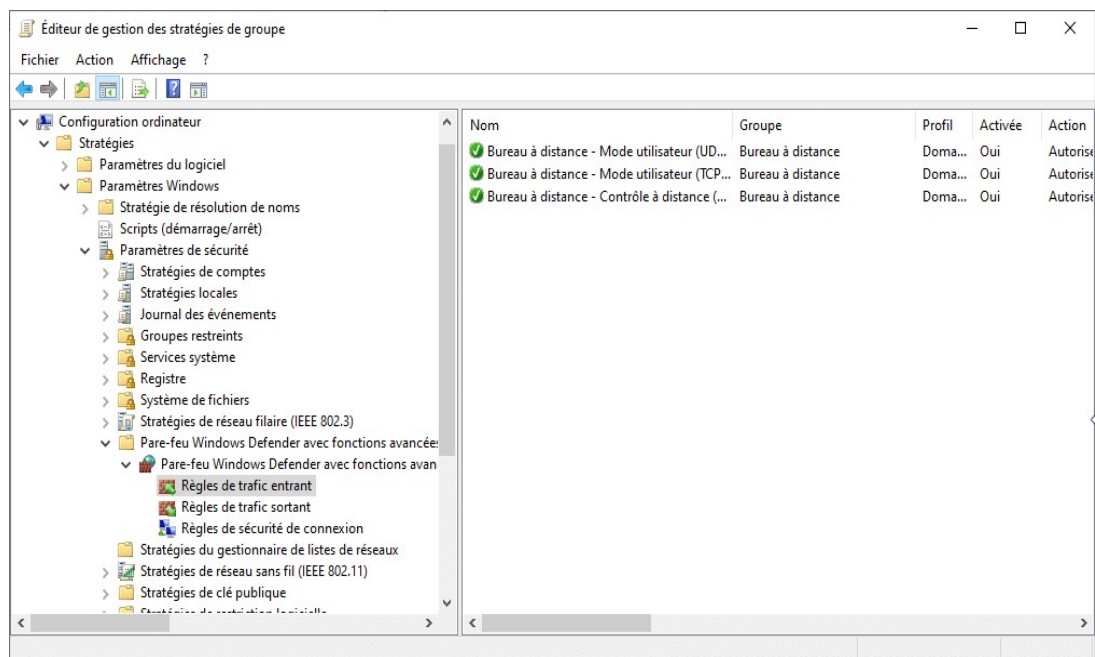 Éditeur de gestion des stratégies de groupe
Fichier Action Affichage ?
Configuration ordinateur
Stratégies
Paramètres du logiciel
Paramètres Windows
Stratégie de résolution de noms
Scripts (démarrage/arrêt)
Paramètres de sécurité
Stratégies de comptes
Stratégies locales
Journal des événements
Groupes restreints
Services système
Registre
Système de fichiers
Stratégies de réseau filaire (IEEE 802.3)
Pare-feu Windows Defender avec fonctions avancées
Pare-feu Windows Defender avec fonctions avan
Règles de trafic entrant
Règles de trafic sortant
Règles de sécurité de connexion
Stratégies du gestionnaire de listes de réseaux
Stratégies de réseau sans fil (IEEE 802.11)
Stratégies de clé publique
Stratégies de restriction logicielle
Nom Groupe Profil Activée Action
Bureau à distance - Mode utilisateur (UD... Bureau à distance Doma... Oui Autorise
Bureau à distance - Mode utilisateur (TCP... Bureau à distance Doma... Oui Autorise
Bureau à distance - Contrôle à distance (... Bureau à distance Doma... Oui Autorise